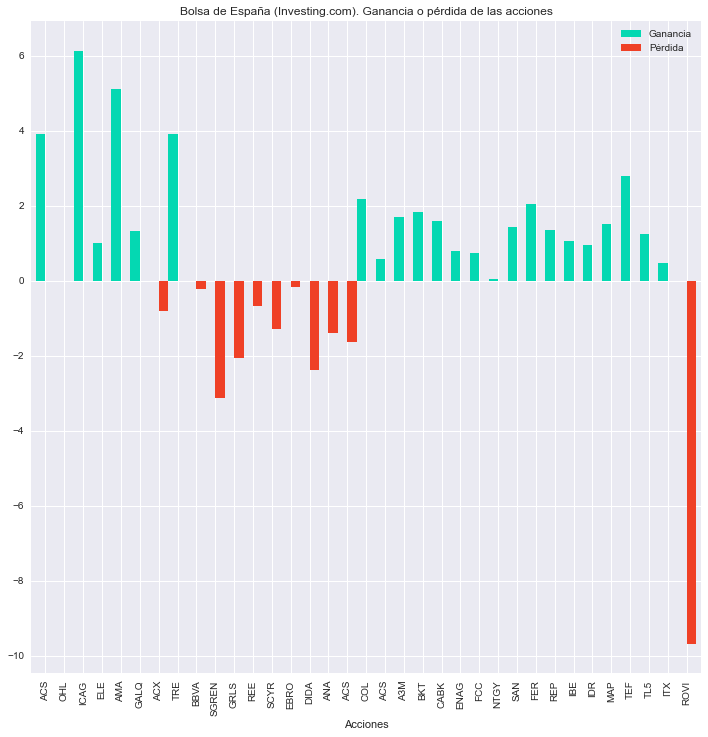 Bolsa de España (Investing.com). Ganancia o pérdida de las acciones
Ganancia
Pérdida
6
4
2
0
−2
−4
−6
−8
−10
ACS
OHL
ICAG
ELE
AMA
GALQ
ACX
TRE
BBVA
SGREN
GRLS
REE
SCYR
EBRO
DIDA
ANA
ACS
COL
ACS
A3M
BKT
CABK
ENAG
FCC
NTGY
SAN
FER
REP
IBE
IDR
MAP
TEF
TL5
ITX
ROVI
Acciones